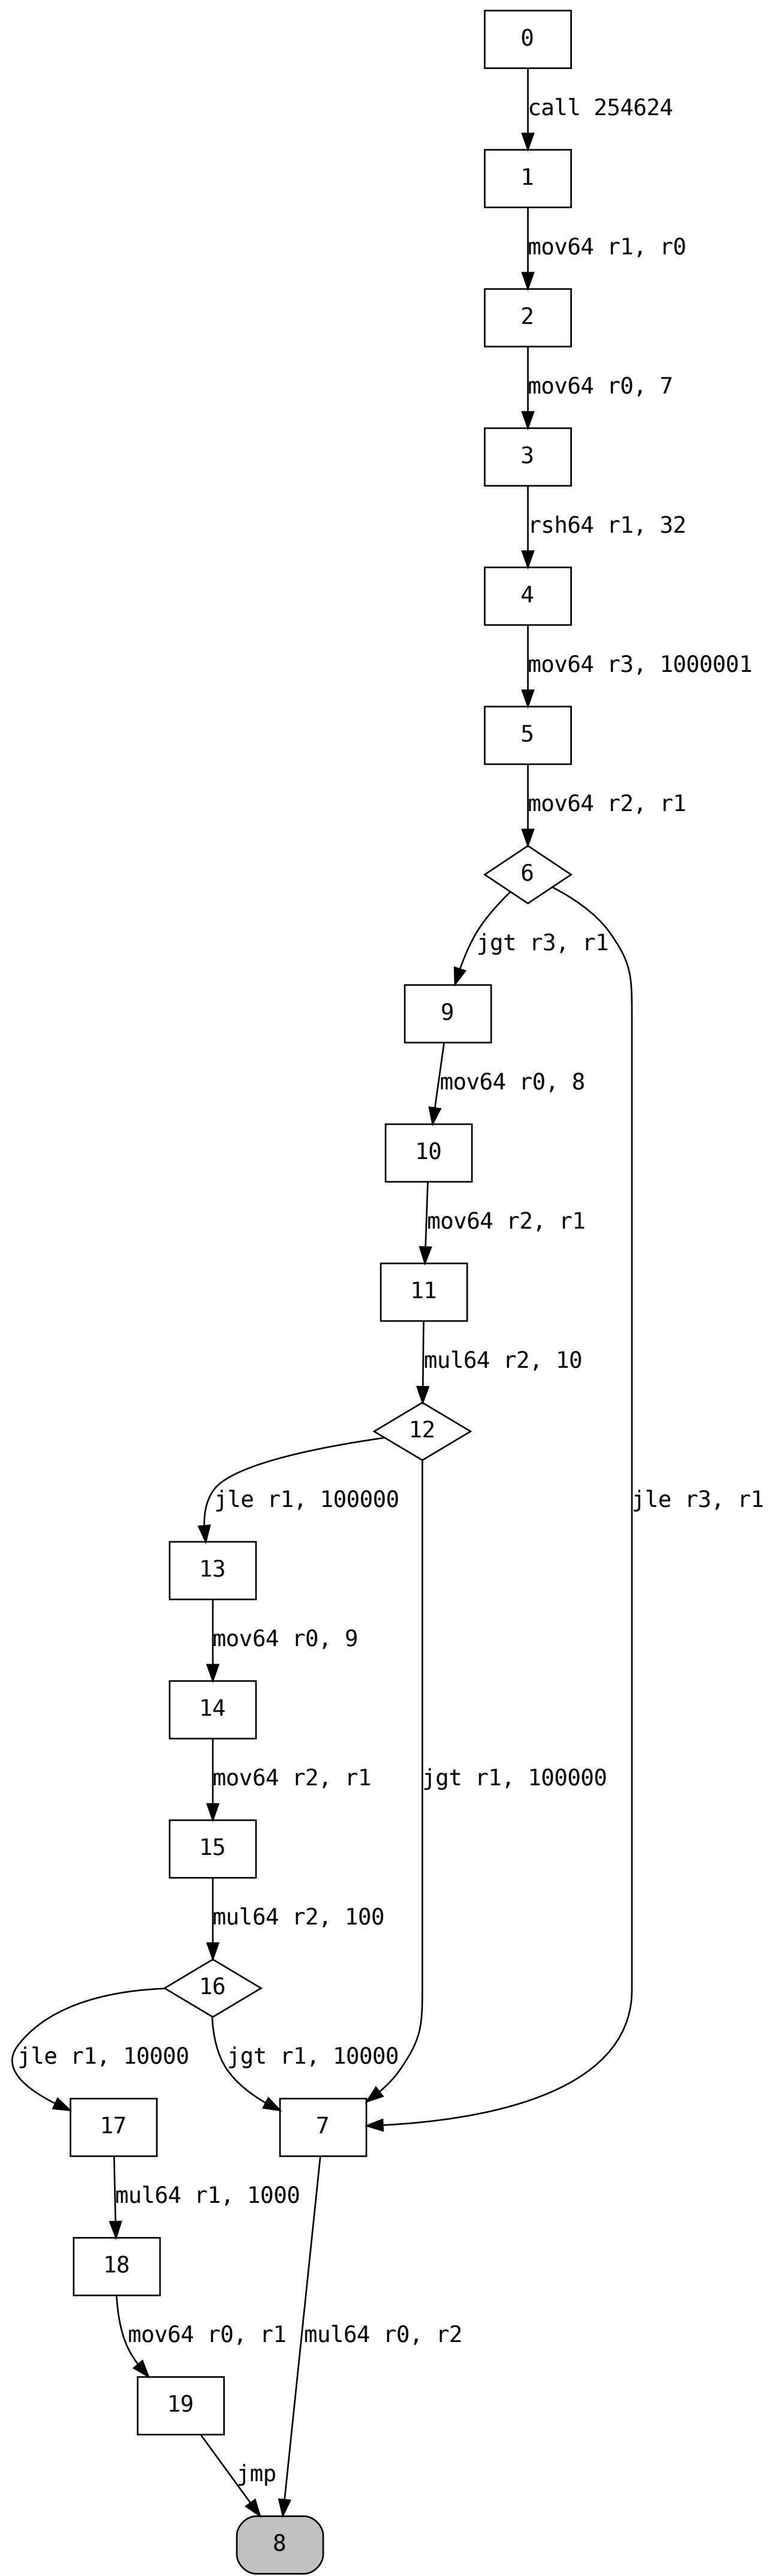 0
call 254624
1
mov64 r1, r0
2
mov64 r0, 7
3
rsh64 r1, 32
4
mov64 r3, 1000001
5
mov64 r2, r1
6
jgt r3, r1
9
mov64 r0, 8
10
mov64 r2, r1
11
mul64 r2, 10
12
jle r1, 100000
jle r3, r1
13
mov64 r0, 9
14
mov64 r2, r1
jgt r1, 100000
15
mul64 r2, 100
16
jle r1, 10000
jgt r1, 10000
17
7
mul64 r1, 1000
18
mov64 r0, r1
mul64 r0, r2
19
jmp
8